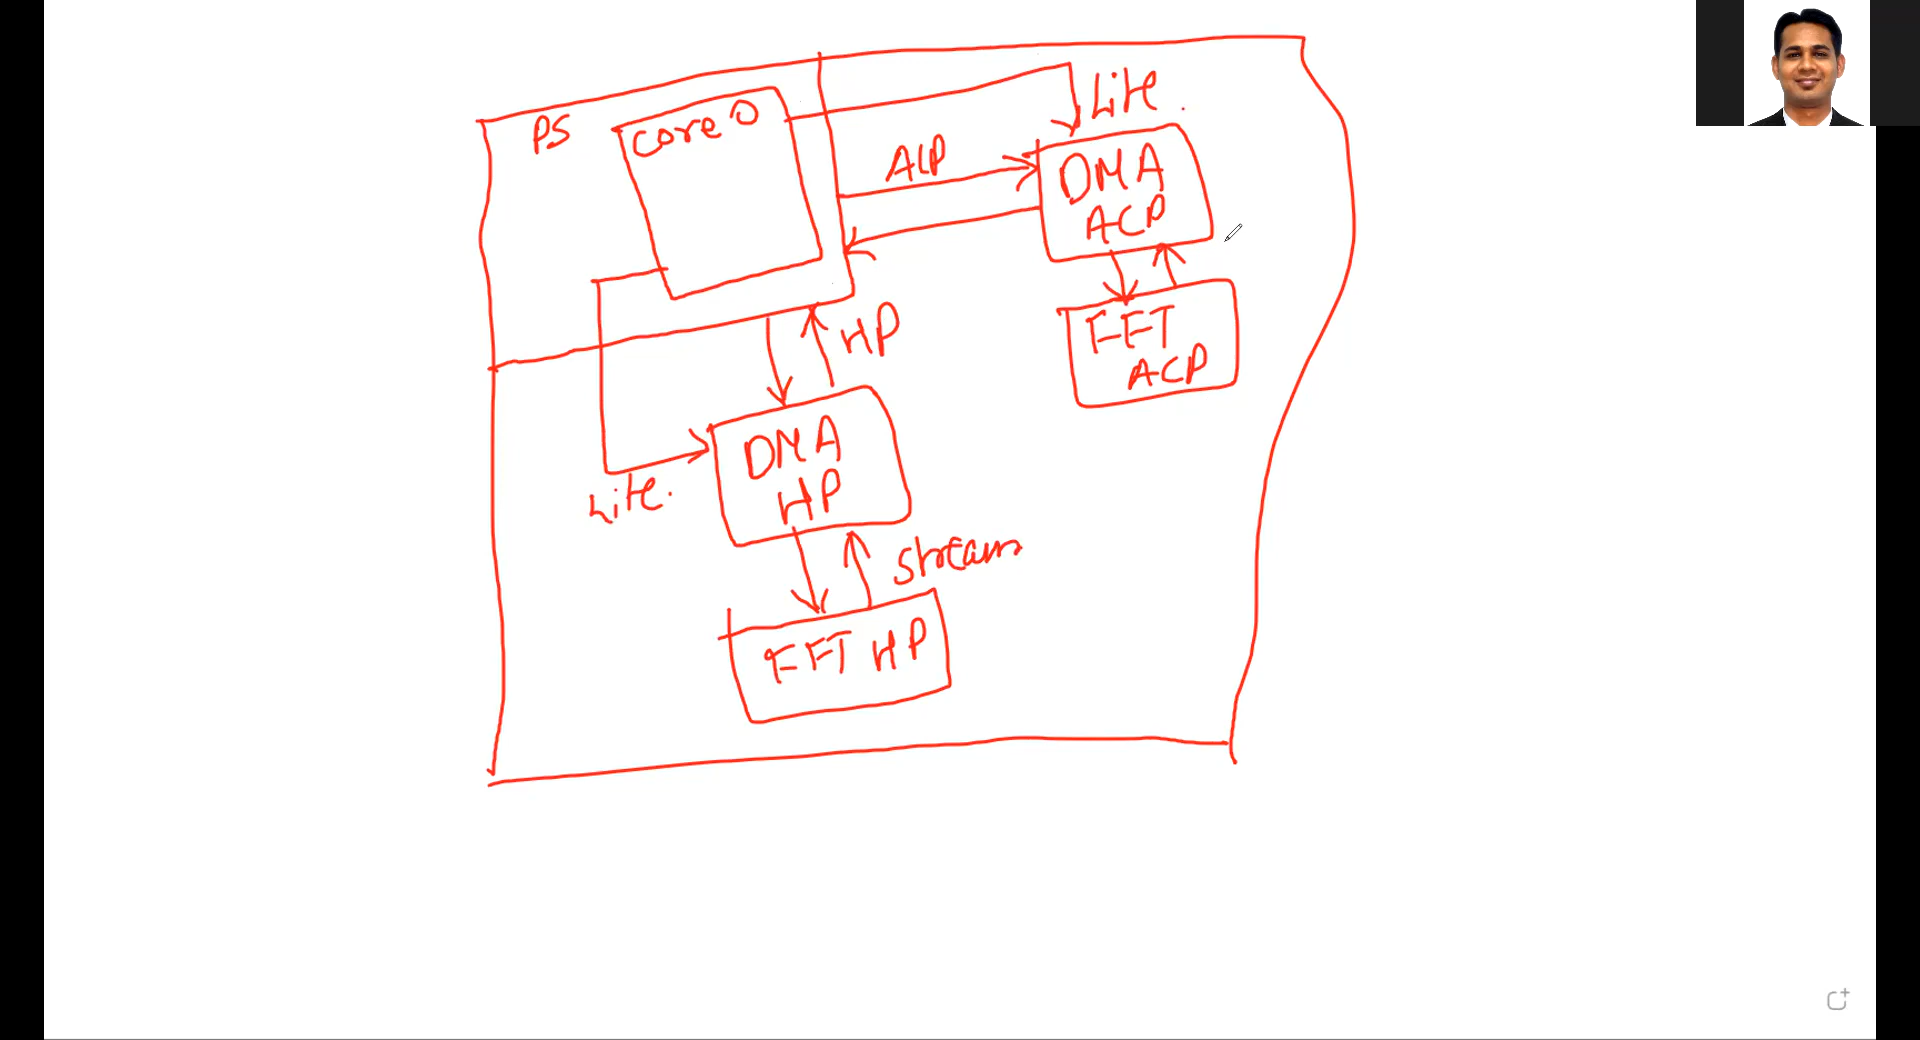 PS
Core 0
Lite.
ACP
DMA
ACP
FFT
ACP
HP
DMA
HP
Lite.
Stream
FFT HP